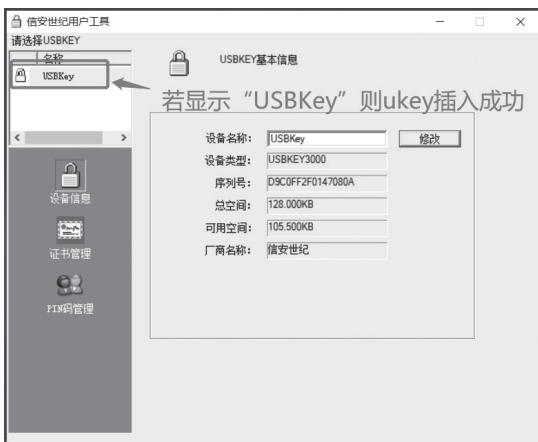 信安世纪用户工具
请选择USBKEY
名称
USBKey
USBKEY基本信息
若显示“USBKey”则ukey插入成功
设备名称: USBKey 修改
设备类型: USBKEY3000
序列号: D9C0FF2F0147080A
总空间: 128.000KB
可用空间: 105.500KB
厂商名称: 信安世纪
设备信息
证书管理
PIN码管理